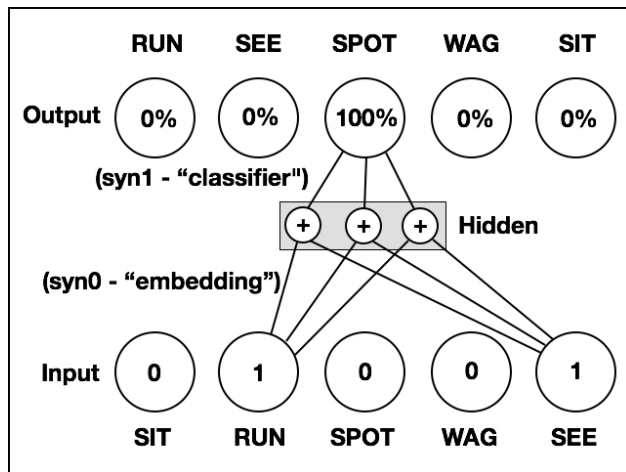 RUN SEE SPOT WAG SIT
Output 0% 0% 100% 0% 0%
(syn1 - “classifier")
+ + + Hidden
(syn0 - “embedding”)
Input 0 1 0 0 1
SIT RUN SPOT WAG SEE